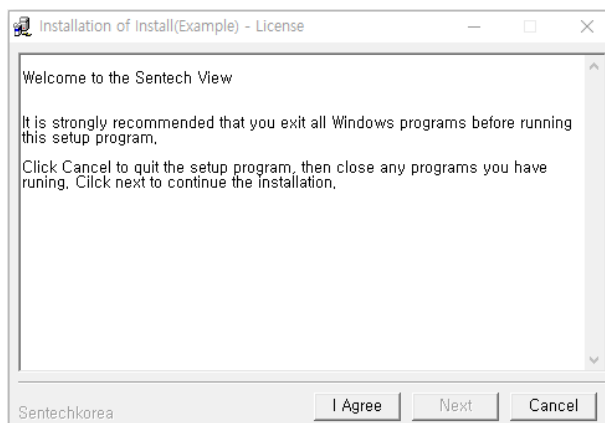 Installation of Install(Example) - License
Welcome to the Sentech View
It is strongly recommended that you exit all Windows programs before running
this setup program,
Click Cancel to quit the setup program, then close any programs you have
runing, Cilck next to continue the installation,
Sentechkorea
I Agree
Next
Cancel